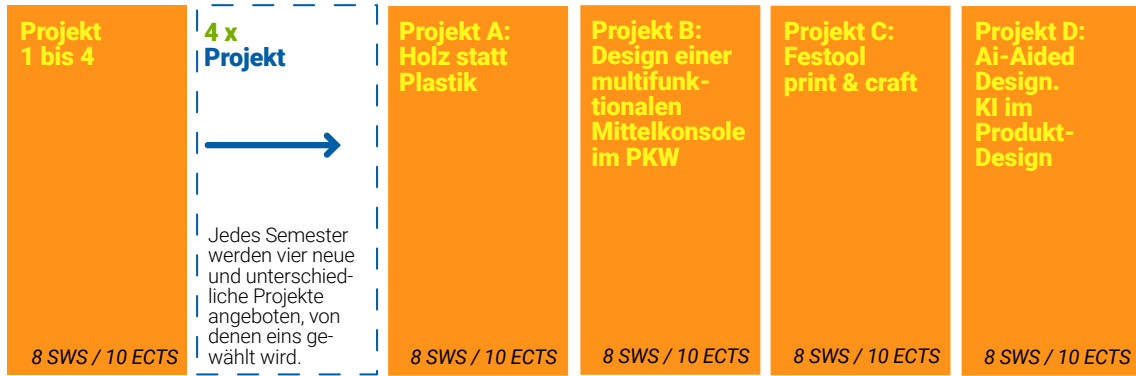 Projekt
1 bis 4
8 SWS / 10 ECTS
4 x
Projekt
Jedes Semester
werden vier neue
und unterschied-
liche Projekte
angeboten, von
denen eins ge-
wählt wird.
Projekt A:
Holz statt
Plastik
8 SWS / 10 ECTS
Projekt B:
Design einer
multifunk-
tionalen
Mittelkonsole
im PKW
8 SWS / 10 ECTS
Projekt C:
Festool
print & craft
8 SWS / 10 ECTS
Projekt D:
Ai-Aided
Design.
KI im
Produkt-
Design
8 SWS / 10 ECTS